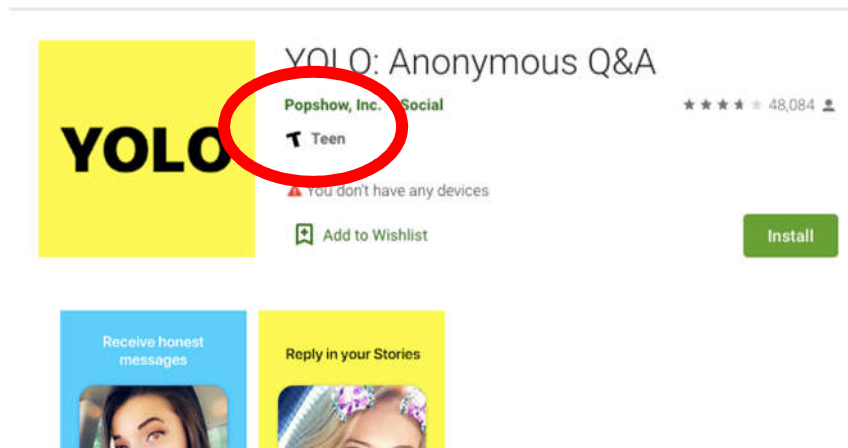 YOLO: Anonymous Q&A
Popshow, Inc. Social
48,084
YOLO
T Teen
You don't have any devices
Add to Wishlist
Install
Receive honest
messages
Reply in your Stories